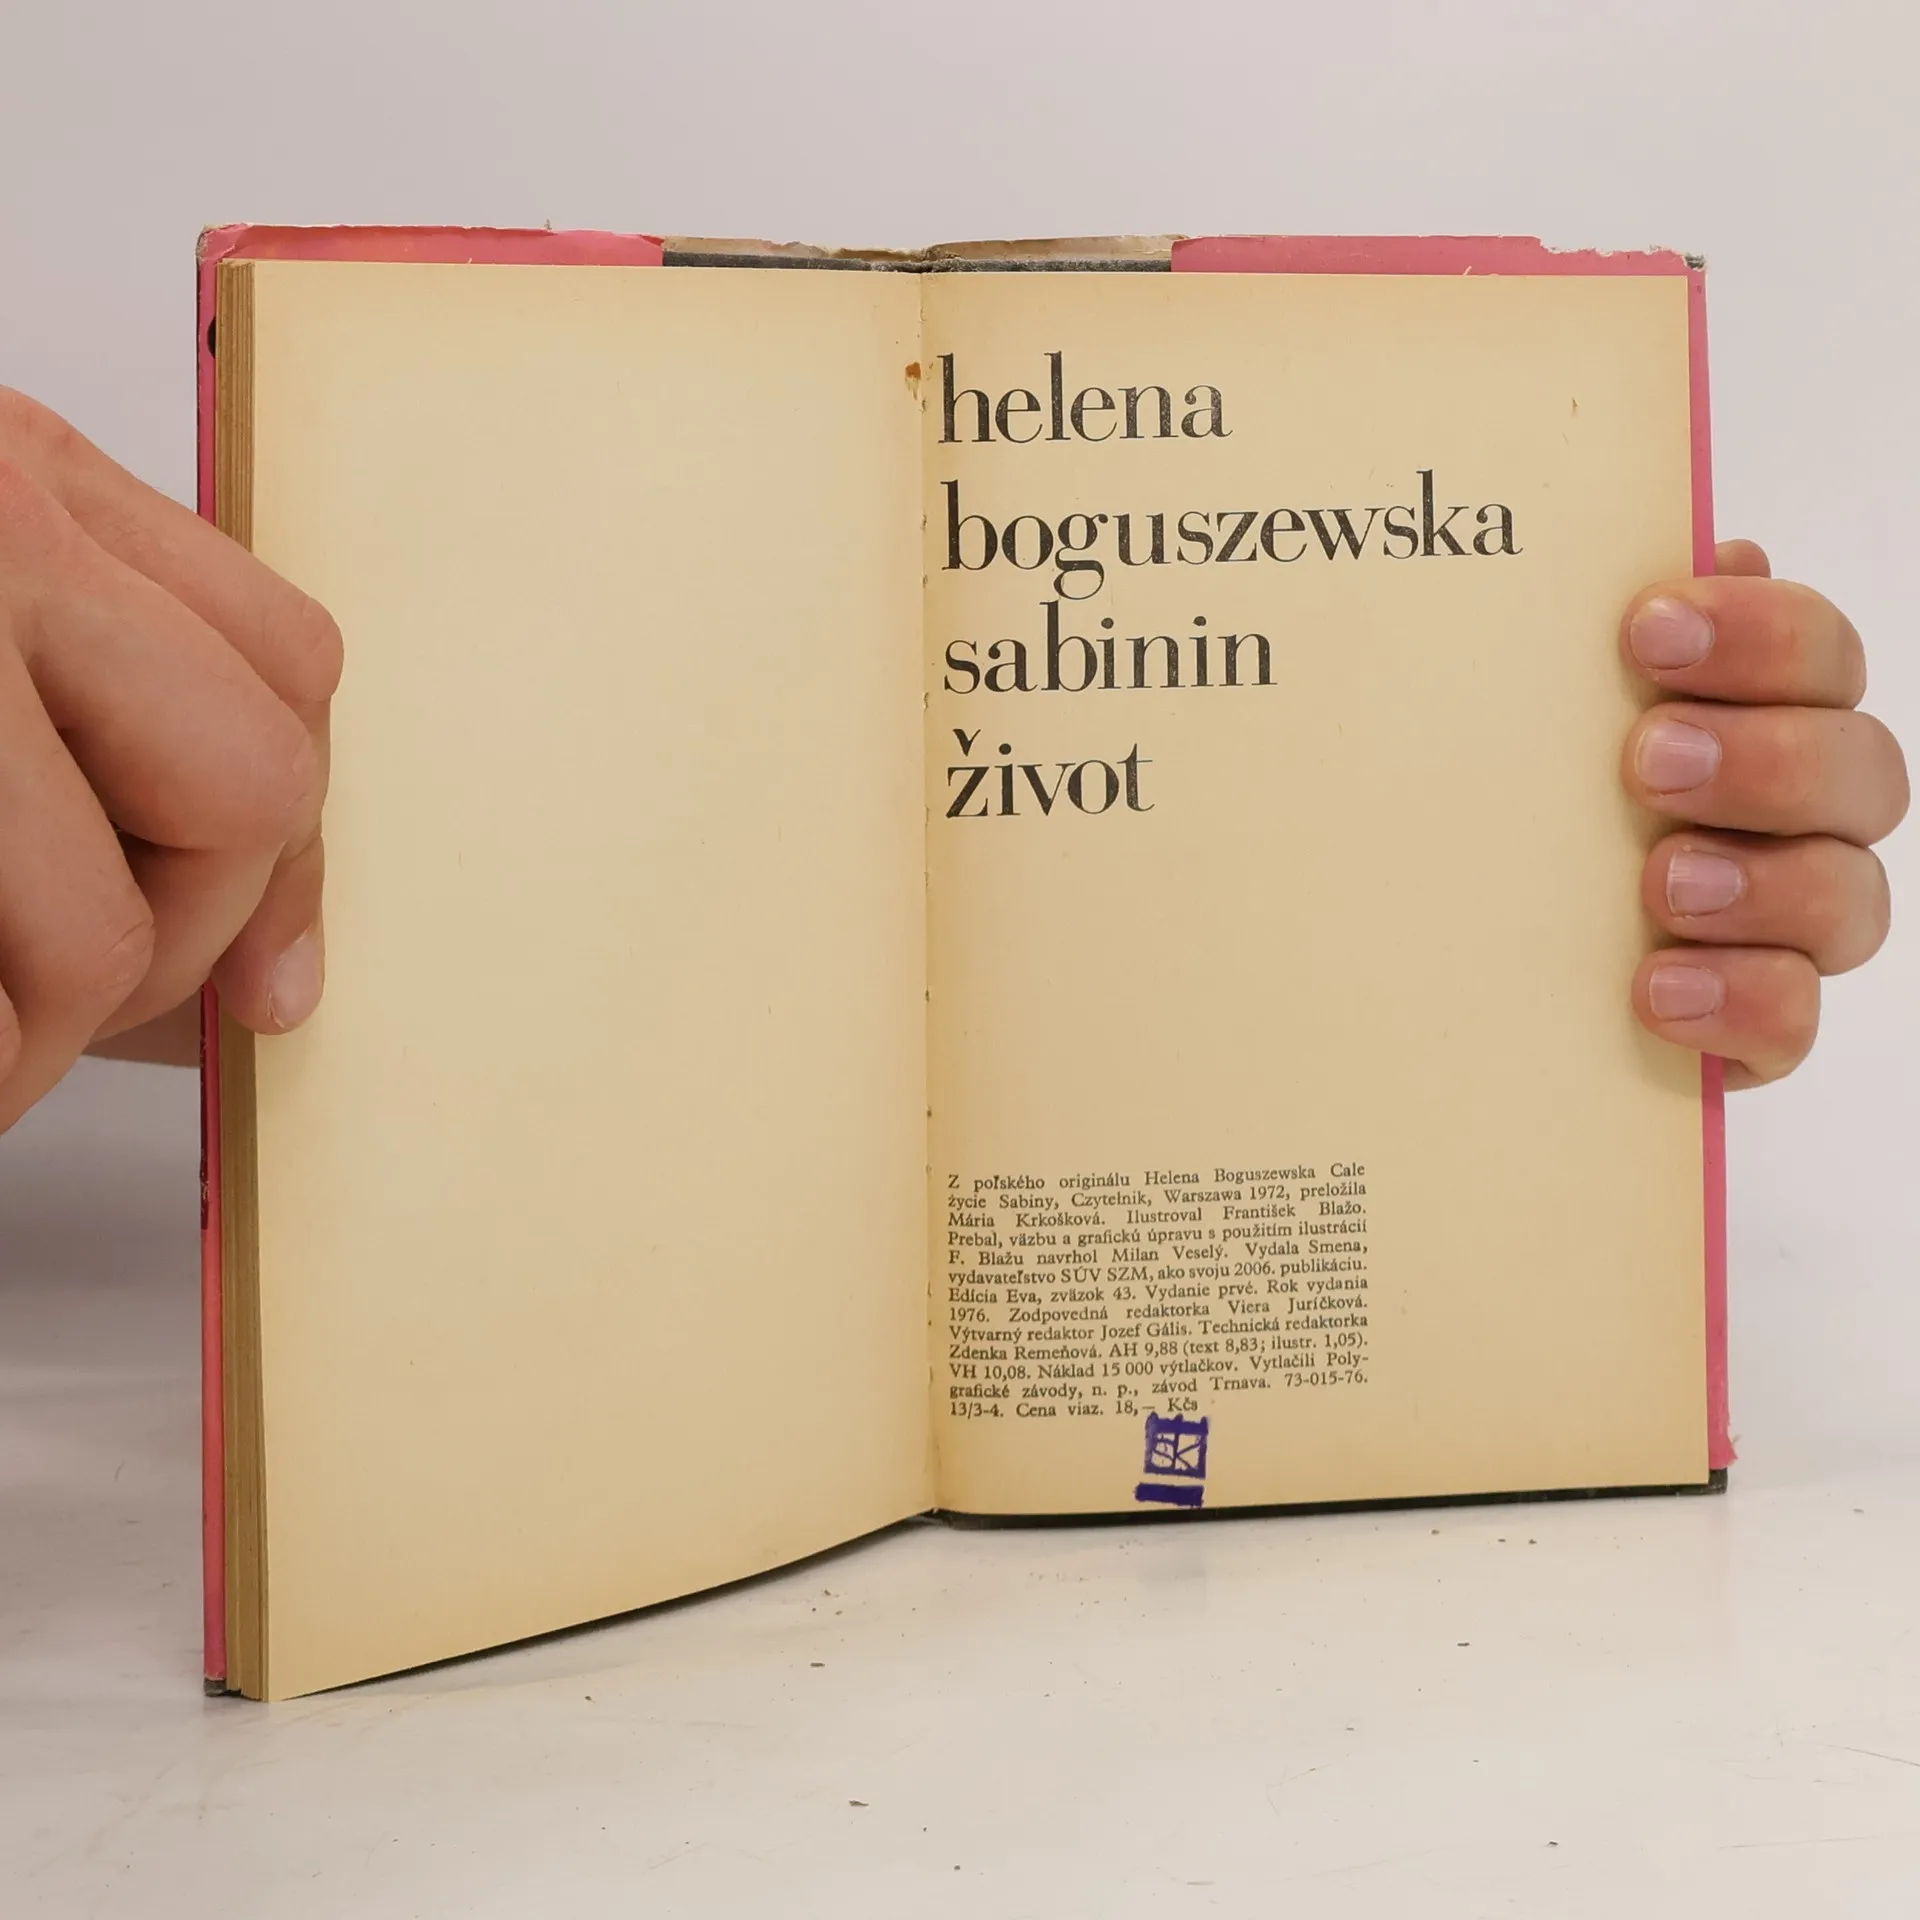 helena
boguszewska
sabinin
život
Z poľského originálu Helena Boguszewska Cale
życie Sabiny, Czytelnik, Warszawa 1972, preložila
Mária Krkošková. Ilustroval František Blažo.
Prebal, väzbu a grafickú úpravu s použitím ilustrácií
F. Blažu navrhol Milan Veselý. Vydala Smena,
vydavateľstvo SÚV SZM, ako svoju 2006. publikáciu.
Edícia Eva, zväzok 43. Vydanie prvé. Rok vydania
1976. Zodpovedná redaktorka Viera Juríčková.
Výtvarný redaktor Jozef Gális. Technická redaktorka
Zdenka Remeňová. AH 9,88 (text 8,83; ilustr. 1,05).
VH 10,08. Náklad 15 000 výtlačkov. Vytlačili Poly-
grafické závody, n. p., závod Trnava. 73-015-76.
13/3-4. Cena viaz. 18,— Kčs
SK